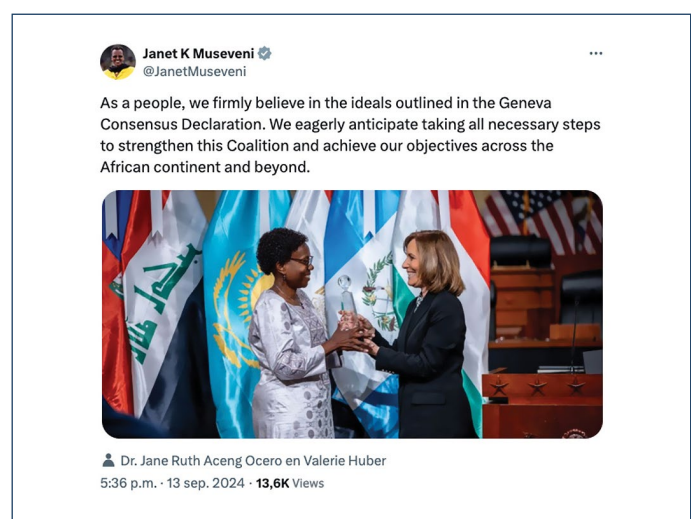 Janet K Museveni
@JanetMuseveni
As a people, we firmly believe in the ideals outlined in the Geneva
Consensus Declaration. We eagerly anticipate taking all necessary steps
to strengthen this Coalition and achieve our objectives across the
African continent and beyond.
Dr. Jane Ruth Aceng Ocero en Valerie Huber
5:36 p.m. · 13 sep. 2024 · 13,6K Views